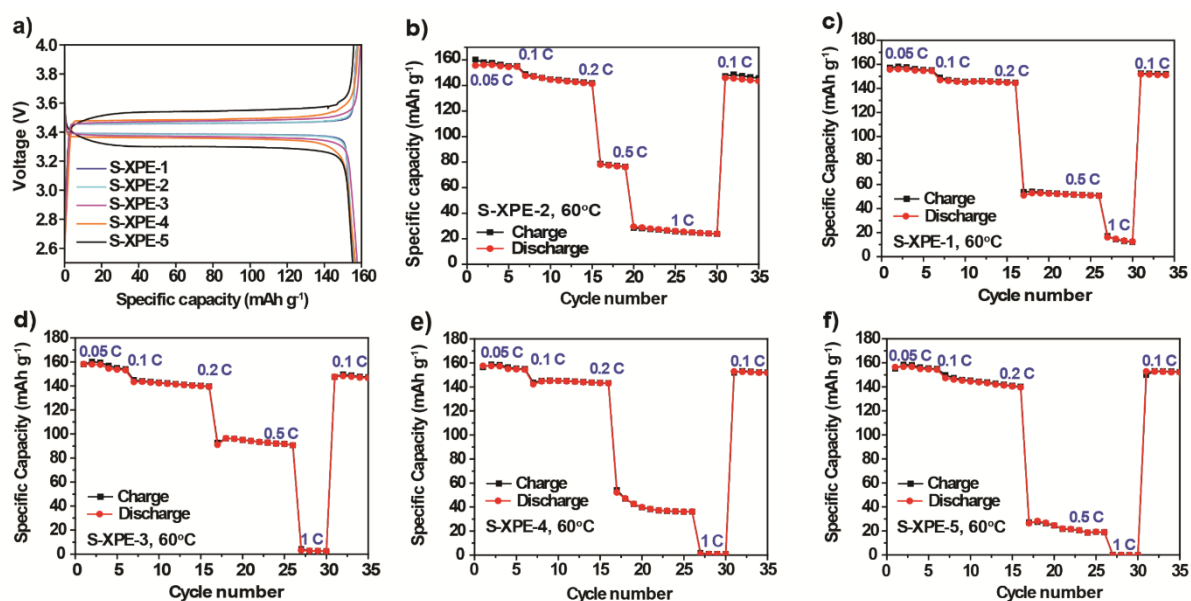 a)
4.0
3.8
3.6
3.4
3.2
3.0
2.8
2.6
Voltage (V)
S-XPE-1
S-XPE-2
S-XPE-3
S-XPE-4
S-XPE-5
0 20 40 60 80 100 120 140 160
Specific capacity (mAh g⁻¹)
b)
180
160
140
120
100
80
60
40
20
0
Specific capacity (mAh g⁻¹)
0.05 C
0.1 C
0.2 C
0.5 C
1 C
0.1 C
S-XPE-2, 60°C
Charge
Discharge
0 5 10 15 20 25 30 35
Cycle number
c)
180
160
140
120
100
80
60
40
20
0
Specific Capacity (mAh g⁻¹)
0.05 C
0.1 C
0.2 C
0.5 C
1 C
0.1 C
Charge
Discharge
S-XPE-1, 60°C
0 5 10 15 20 25 30 35
Cycle number
d)
180
160
140
120
100
80
60
40
20
0
Specific Capacity (mAh g⁻¹)
0.05 C
0.1 C
0.2 C
0.5 C
1 C
0.1 C
Charge
Discharge
S-XPE-3, 60°C
0 5 10 15 20 25 30 35
Cycle number
e)
180
160
140
120
100
80
60
40
20
0
Specific Capacity (mAh g⁻¹)
0.05 C
0.1 C
0.2 C
0.5 C
1 C
0.1 C
Charge
Discharge
S-XPE-4, 60°C
0 5 10 15 20 25 30 35
Cycle number
f)
180
160
140
120
100
80
60
40
20
0
Specific Capacity (mAh g⁻¹)
0.05 C
0.1 C
0.2 C
0.5 C
1 C
0.1 C
Charge
Discharge
S-XPE-5, 60°C
0 5 10 15 20 25 30 35
Cycle number